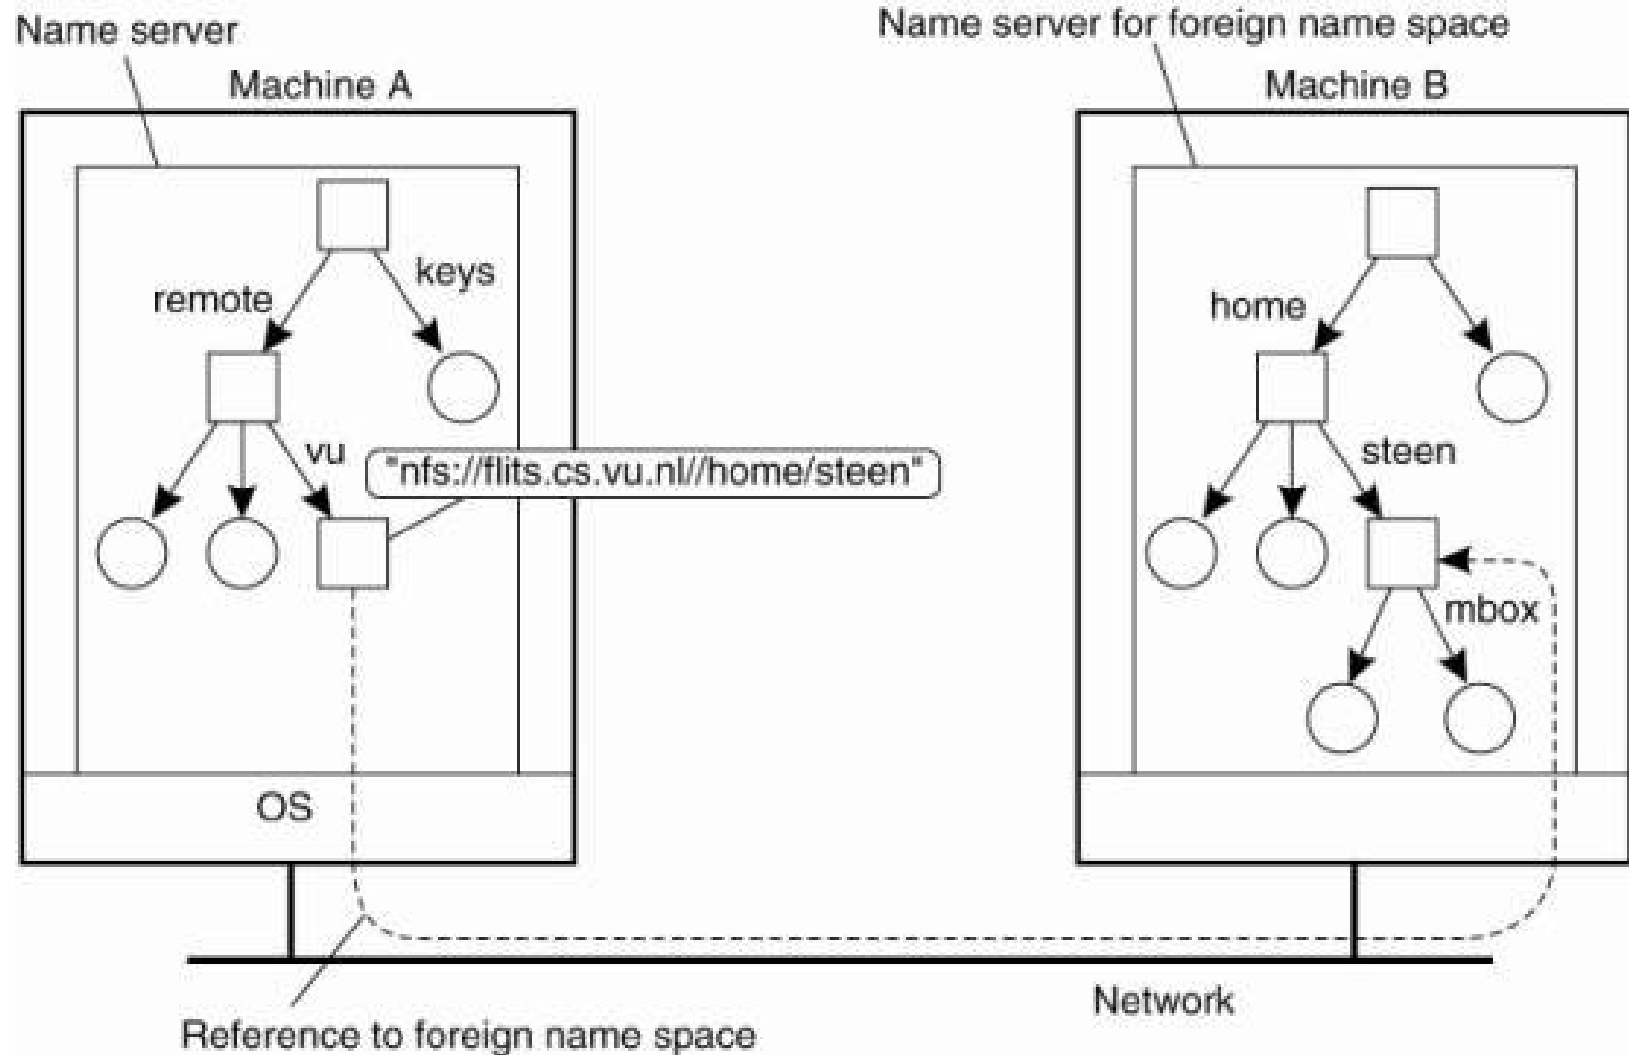 Name server
Name server for foreign name space
Machine A
Machine B
keys
remote
home
vu
steen
"nfs://flits.cs.vu.nl//home/steen"
mbox
OS
Network
Reference to foreign name space